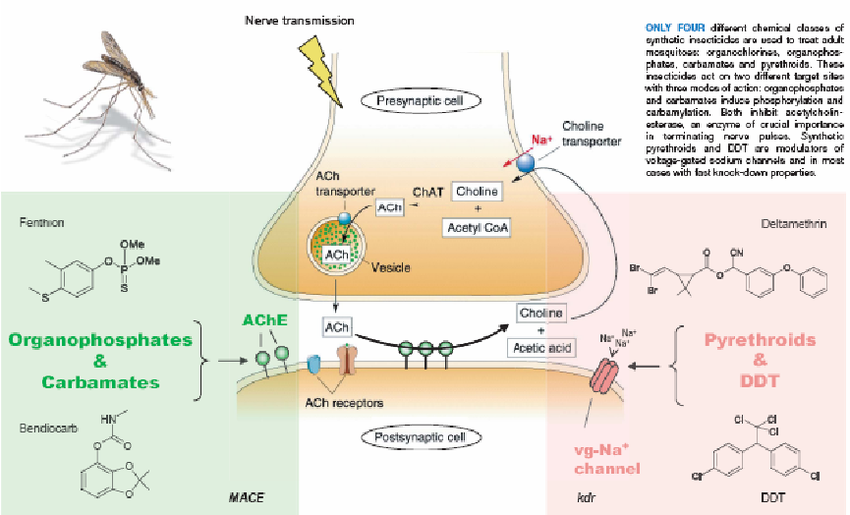 Nerve transmission
ONLY FOUR different chemical classes of
synthetic insecticides are used to treat adult
mosquitoes: organochlorines, organophos-
phates, carbamates and pyrethroids. These
insecticides act on two different target sites
with three modes of action: organophosphates
and carbamates induce phosphorylation and
carbamylation. Both inhibit acetylcholin-
esterase, an enzyme of crucial importance
in terminating nerve pulses. Synthetic
pyrethroids and DDT are modulators of
voltage-gated sodium channels and in most
cases with fast knock-down properties.
Presynaptic cell
Na+
Choline
transporter
ACh
transporter
ChAT
Choline
+
Acetyl CoA
ACh
ACh
Vesicle
Fenthion
OMe
O
P
OMe
S
S
Deltamethrin
Br
Br
O
O
CN
O
Organophosphates
&
Carbamates
AChE
ACh
Choline
+
Acetic acid
Na+
Na+
Na+
Pyrethroids
&
DDT
ACh receptors
Bendiocarb
HN
O
O
O
O
Postsynaptic cell
vg-Na+
channel
Cl
Cl
Cl
Cl
Cl
MACE
kdr
DDT